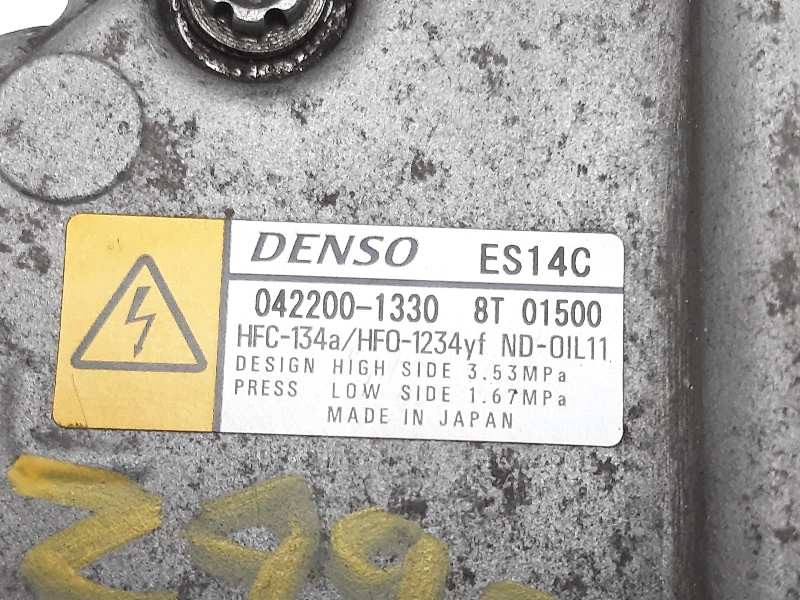 DENSO ES14C
042200-1330 8T 01500
HFC-134a/HFO-1234yf ND-OIL11
DESIGN HIGH SIDE 3.53MPa
PRESS LOW SIDE 1.67MPa
MADE IN JAPAN